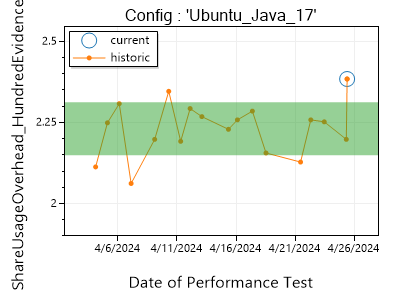 Config : 'Ubuntu_Java_17'
ShareUsageOverhead_HundredEvidence
current
historic
2.5
2.25
2
4/6/2024 4/11/2024 4/16/2024 4/21/2024 4/26/2024
Date of Performance Test